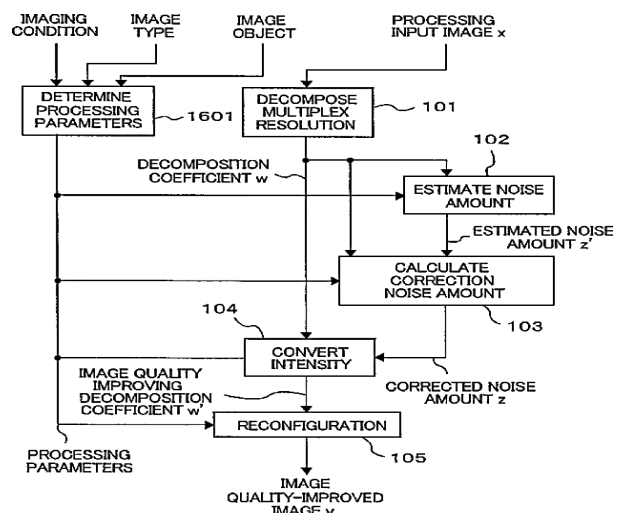 IMAGING
CONDITION
IMAGE
TYPE
IMAGE
OBJECT
PROCESSING
INPUT IMAGE x
DETERMINE
PROCESSING
PARAMETERS
1601
DECOMPOSE
MULTIPLEX
RESOLUTION
101
DECOMPOSITION
COEFFICIENT w
102
ESTIMATE NOISE
AMOUNT
ESTIMATED NOISE
AMOUNT z'
CALCULATE
CORRECTION
NOISE AMOUNT
103
104
CONVERT
INTENSITY
IMAGE QUALITY
IMPROVING
DECOMPOSITION
COEFFICIENT w'
CORRECTED NOISE
AMOUNT z
RECONFIGURATION
105
PROCESSING
PARAMETERS
IMAGE
QUALITY-IMPROVED
IMAGE